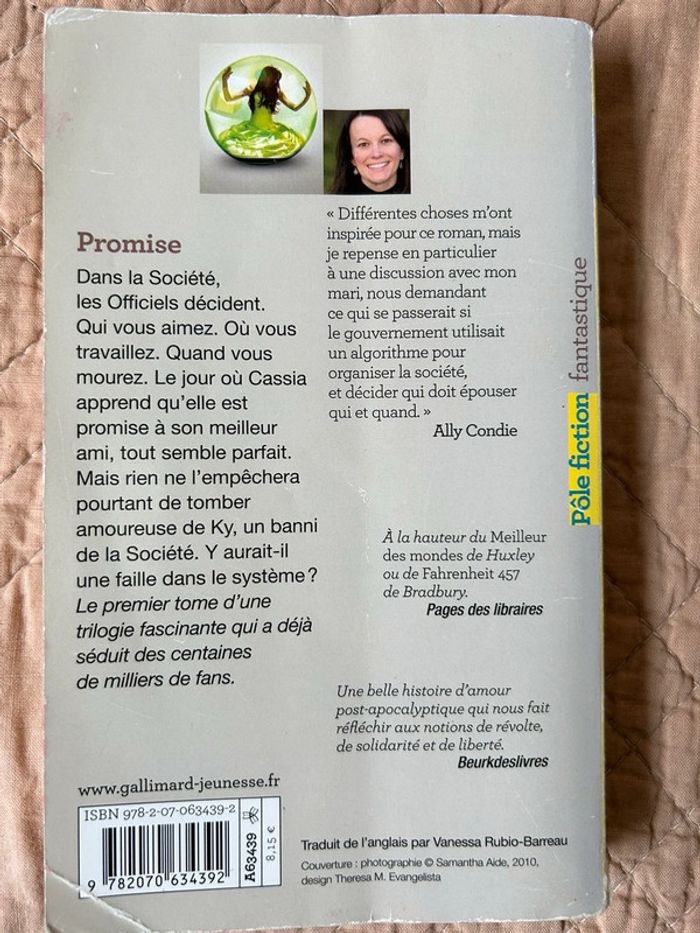 Promise
Dans la Société,
les Officiels décident.
Qui vous aimez. Où vous
travaillez. Quand vous
mourez. Le jour où Cassia
apprend qu'elle est
promise à son meilleur
ami, tout semble parfait.
Mais rien ne l'empêchera
pourtant de tomber
amoureuse de Ky, un banni
de la Société. Y aurait-il
une faille dans le système ?
Le premier tome d'une
trilogie fascinante qui a déjà
séduit des centaines
de milliers de fans.
« Différentes choses m'ont
inspirée pour ce roman, mais
je repense en particulier
à une discussion avec mon
mari, nous demandant
ce qui se passerait si
le gouvernement utilisait
un algorithme pour
organiser la société,
et décider qui doit épouser
qui et quand. »
Ally Condie
À la hauteur du Meilleur
des mondes de Huxley
ou de Fahrenheit 457
de Bradbury.
Pages des libraires
Une belle histoire d'amour
post-apocalyptique qui nous fait
réfléchir aux notions de révolte,
de solidarité et de liberté.
Beurkdeslivres
Pôle fiction fantastique
www.gallimard-jeunesse.fr
ISBN 978-2-07-063439-2
9 782070 634392
A63439
8,15 €
Traduit de l'anglais par Vanessa Rubio-Barreau
Couverture : photographie © Samantha Aide, 2010,
design Theresa M. Evangelista